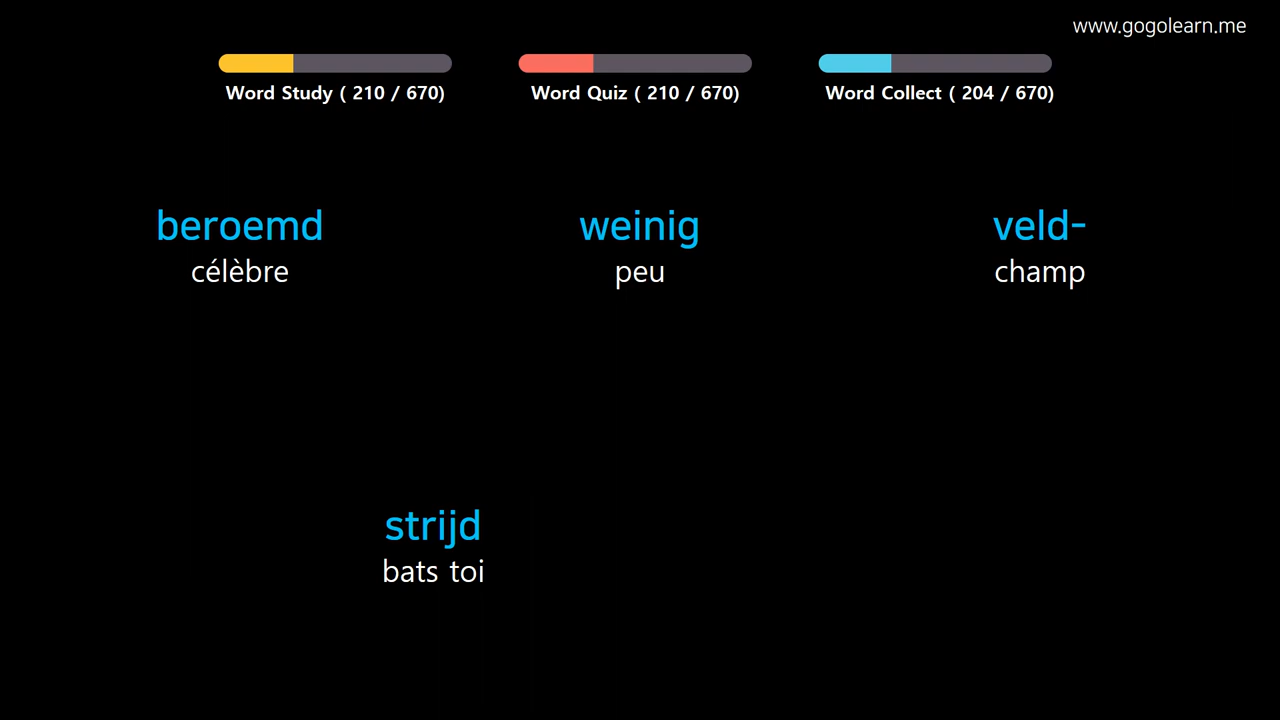 www.gogolearn.me
Word Study ( 210 / 670)
Word Quiz ( 210 / 670)
Word Collect ( 204 / 670)
beroemd
célèbre
weinig
peu
veld-
champ
strijd
bats toi